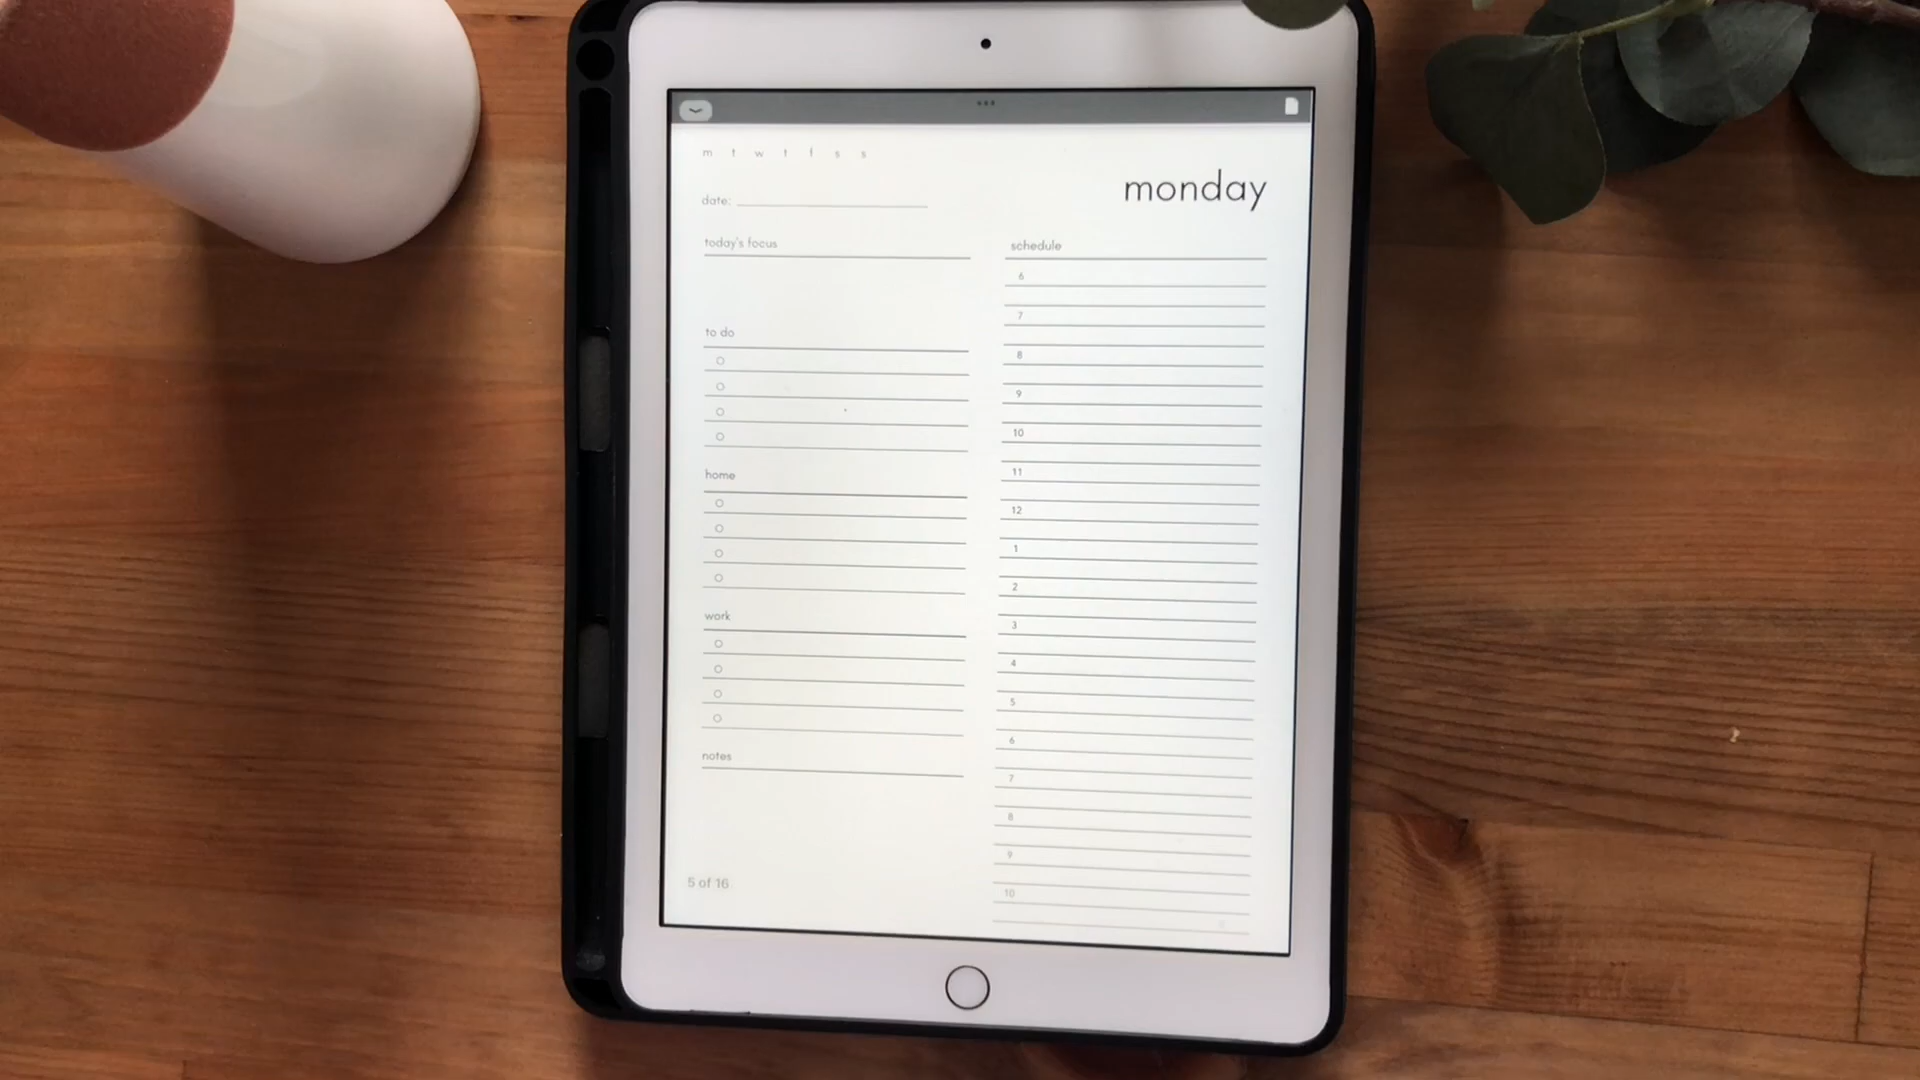 m t w t f s s
monday
date:
today's focus
to do
home
work
notes
5 of 16
schedule
6
7
8
9
10
11
12
1
2
3
4
5
6
7
8
9
10